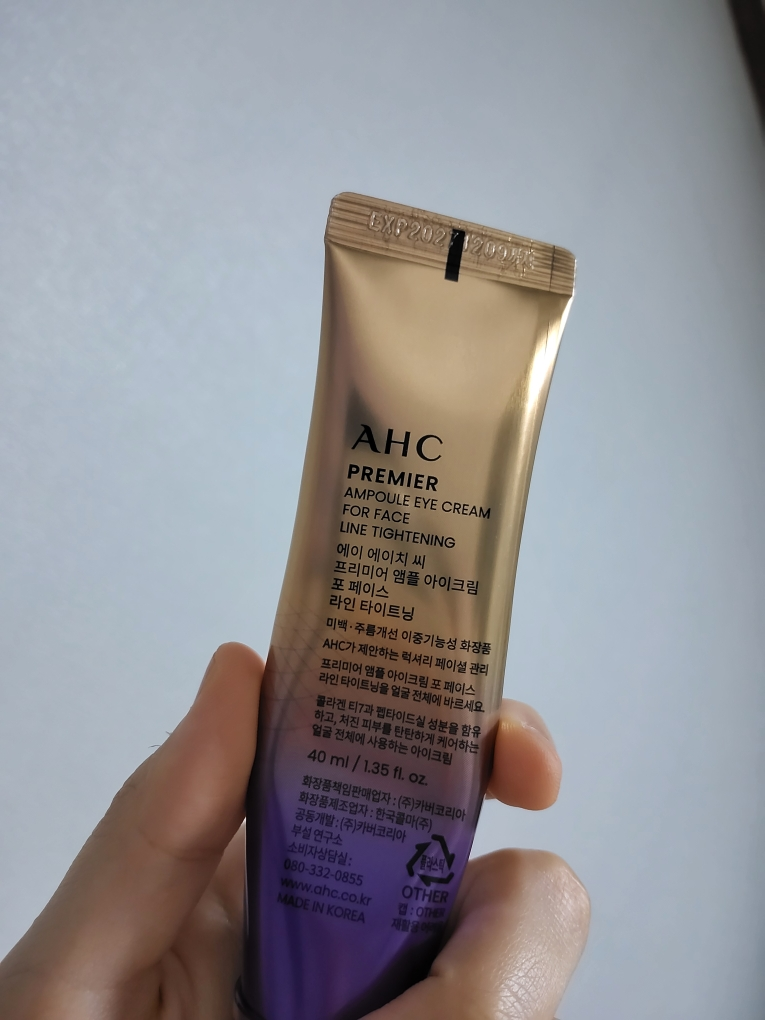 AHC
PREMIER
AMPOULE EYE CREAM
FOR FACE
LINE TIGHTENING
에이 에이치 씨
프리미어 앰플 아이크림
포 페이스
라인 타이트닝
미백·주름개선 이중기능성 화장품
AHC가 제안하는 럭셔리 페이셜 관리
프리미어 앰플 아이크림 포 페이스
라인 타이트닝을 얼굴 전체에 바르세요.
콜라겐 티7과 펩타이드실 성분을 함유
하고, 처진 피부를 탄탄하게 케어하는
얼굴 전체에 사용하는 아이크림
40 ml / 1.35 fl. oz.
화장품책임판매업자 : (주)카버코리아
화장품제조업자 : 한국콜마(주)
공동개발 : (주)카버코리아
부설 연구소
소비자상담실 :
080-332-0855
www.ahc.co.kr
MADE IN KOREA
플라스틱
OTHER
캡 : OTHER